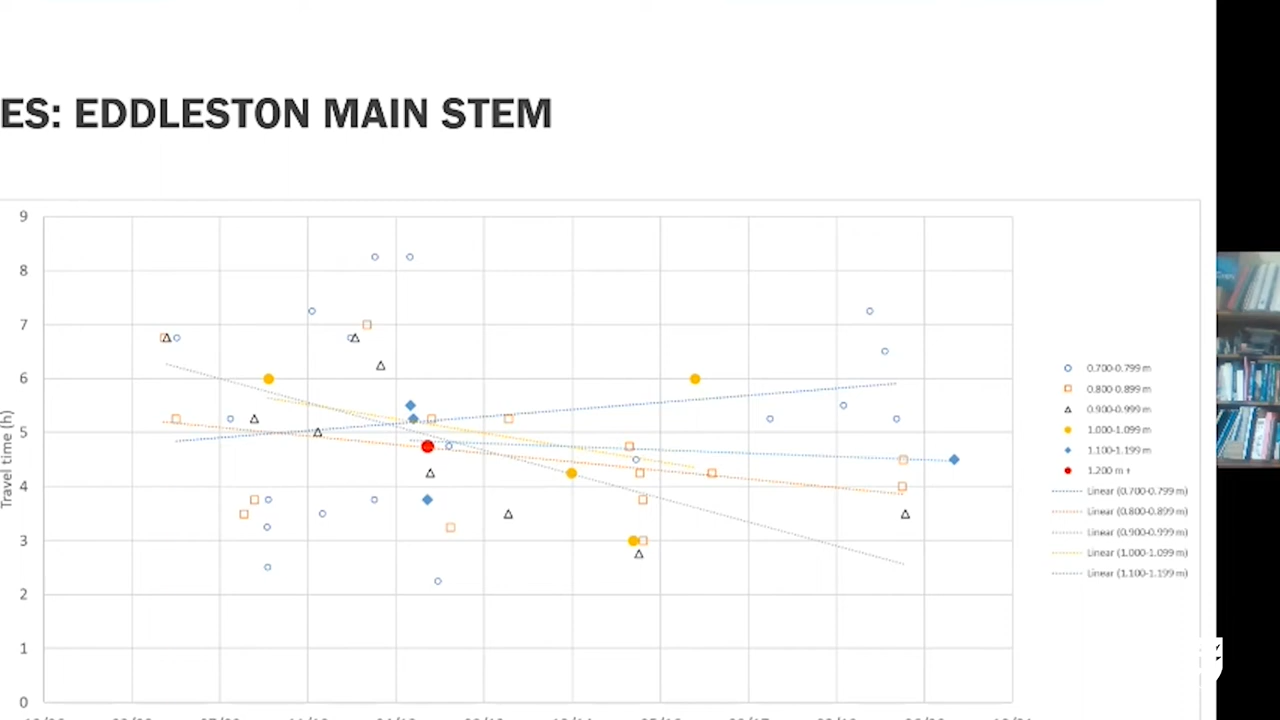 ES: EDDLESTON MAIN STEM
9
8
7
6
5
4
3
2
1
0
Travel time (h)
0.700-0.799 m
0.800-0.899 m
0.900-0.999 m
1.000-1.099 m
1.100-1.199 m
1.200 m +
Linear (0.700-0.799 m)
Linear (0.800-0.899 m)
Linear (0.900-0.999 m)
Linear (1.000-1.099 m)
Linear (1.100-1.199 m)